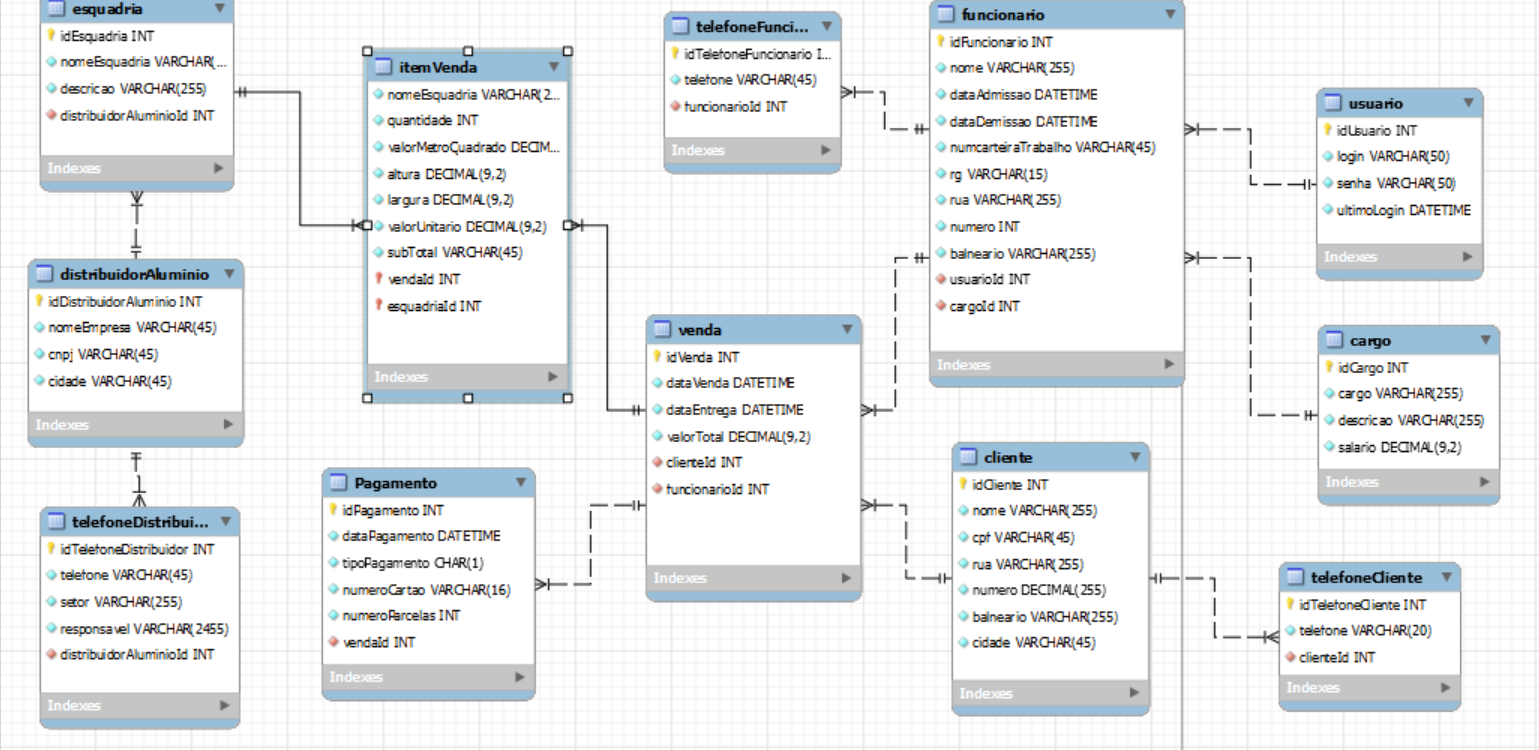 esquadria
idEsquadria INT
nomeEsquadria VARCHAR(...
descricao VARCHAR(255)
distribuidorAluminioId INT
Indexes
distribuidorAluminio
idDistribuidorAluminio INT
nomeEmpresa VARCHAR(45)
cnpj VARCHAR(45)
cidade VARCHAR(45)
Indexes
telefoneDistribui...
idTelefoneDistribuidor INT
telefone VARCHAR(45)
setor VARCHAR(255)
responsavel VARCHAR(2455)
distribuidorAluminioId INT
Indexes
itemVenda
nomeEsquadria VARCHAR(2...
quantidade INT
valorMetroQuadrado DECIM...
altura DECIMAL(9,2)
largura DECIMAL(9,2)
valorUnitario DECIMAL(9,2)
subTotal VARCHAR(45)
vendaId INT
esquadriaId INT
Indexes
Pagamento
idPagamento INT
dataPagamento DATETIME
tipoPagamento CHAR(1)
numeroCartao VARCHAR(16)
numeroParcelas INT
vendaId INT
Indexes
telefoneFunci...
idTelefoneFuncionario I...
telefone VARCHAR(45)
funcionarioId INT
Indexes
venda
idVenda INT
dataVenda DATETIME
dataEntrega DATETIME
valorTotal DECIMAL(9,2)
clienteId INT
funcionarioId INT
Indexes
funcionario
idFuncionario INT
nome VARCHAR(255)
dataAdmissao DATETIME
dataDemissao DATETIME
numcarteiraTrabalho VARCHAR(45)
rg VARCHAR(15)
rua VARCHAR(255)
numero INT
balneario VARCHAR(255)
usuarioId INT
cargoId INT
Indexes
cliente
idCliente INT
nome VARCHAR(255)
cpf VARCHAR(45)
rua VARCHAR(255)
numero DECIMAL(255)
balneario VARCHAR(255)
cidade VARCHAR(45)
Indexes
usuario
idUsuario INT
login VARCHAR(50)
senha VARCHAR(50)
ultimoLogin DATETIME
Indexes
cargo
idCargo INT
cargo VARCHAR(255)
descricao VARCHAR(255)
salario DECIMAL(9,2)
Indexes
telefoneCliente
idTelefoneCliente INT
telefone VARCHAR(20)
clienteId INT
Indexes